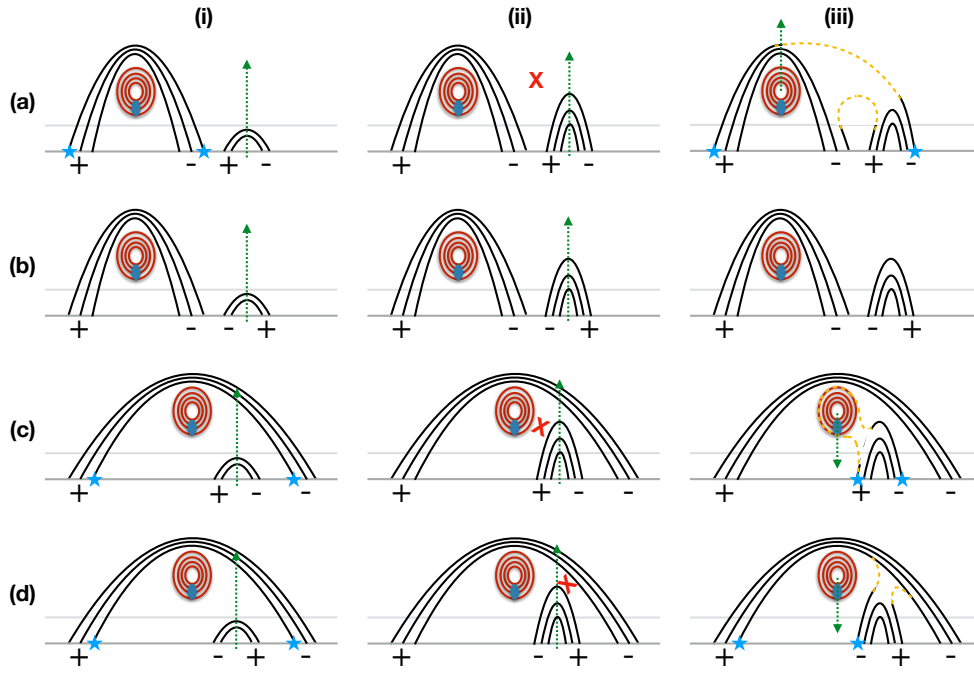 (i) (ii) (iii)
(a)
X
+ - + - + - + - + - + -
(b)
+ - - + + - - + + - - +
(c)
X
+ + - - + + - - + + - -
(d)
X
+ - + - + - + - + - + -